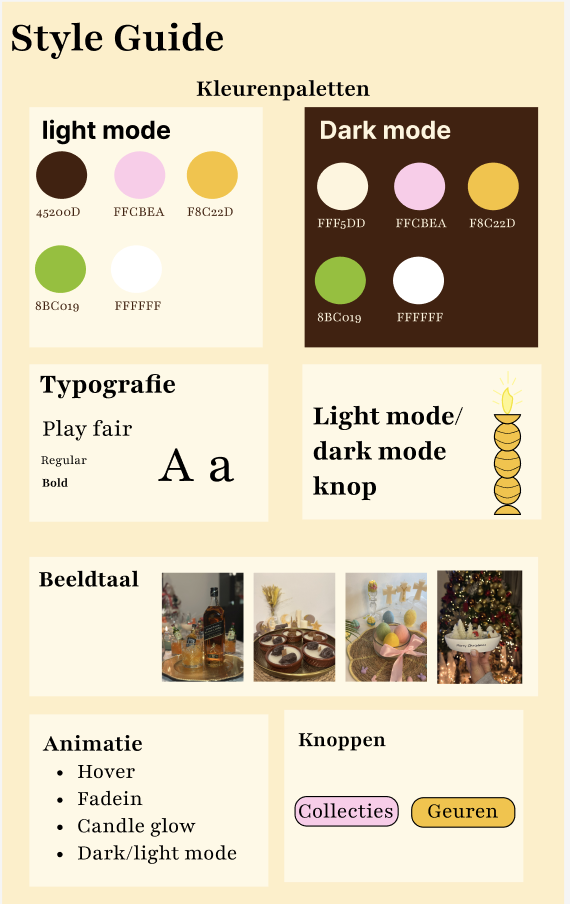 Style Guide
Kleurenpaletten
light mode
45200D
FFCBEA
F8C22D
8BC019
FFFFFF
Dark mode
FFF5DD
FFCBEA
F8C22D
8BC019
FFFFFF
Typografie
Play fair
Regular
Bold
A a
Light mode/
dark mode
knop
Beeldtaal
Merry Christmas
Animatie
• Hover
• Fadein
• Candle glow
• Dark/light mode
Knoppen
Collecties
Geuren